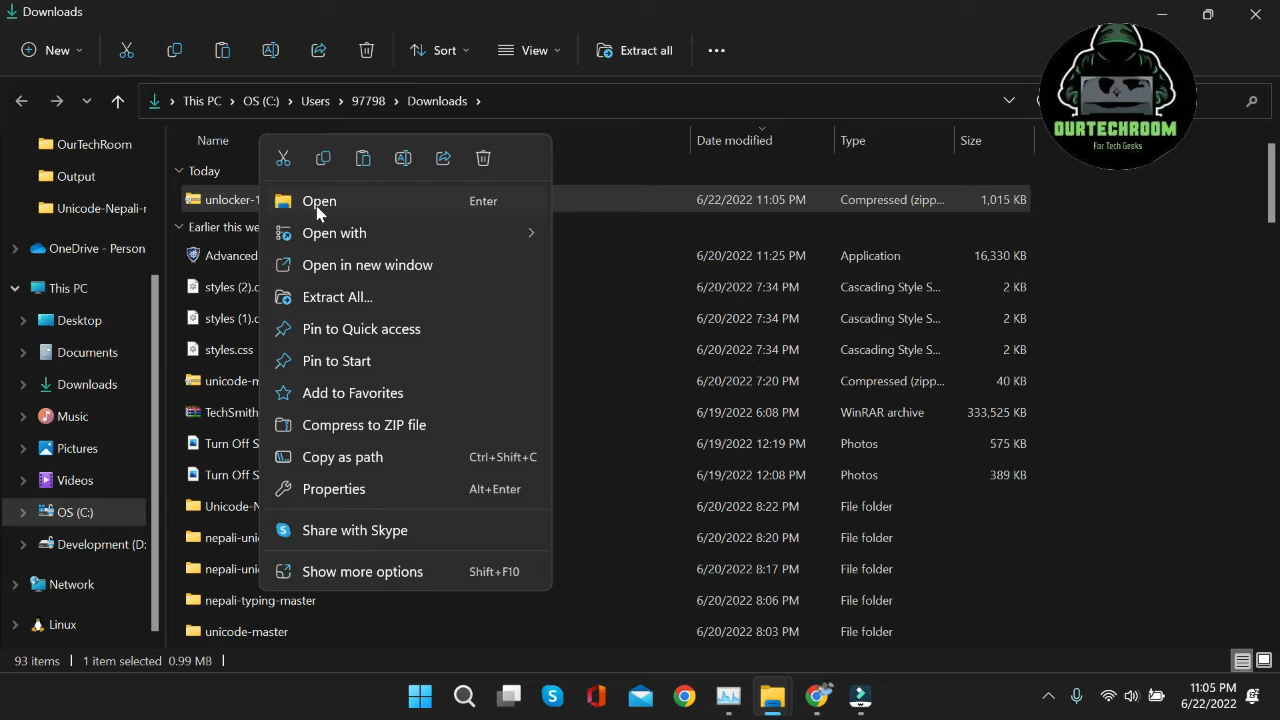 Downloads
New
Sort
View
Extract all
This PC
OS (C:)
Users
97798
Downloads
OURTECHROOM
For Tech Geeks
OurTechRoom
Output
Unicode-Nepali-r
OneDrive - Person
This PC
Desktop
Documents
Downloads
Music
Pictures
Videos
OS (C:)
Development (D:
Network
Linux
Name
Date modified
Type
Size
Today
unlocker-1 6/22/2022 11:05 PM Compressed (zipp... 1,015 KB
Earlier this we
Advanced 6/20/2022 11:25 PM Application 16,330 KB
styles (2).c 6/20/2022 7:34 PM Cascading Style S... 2 KB
styles (1).c 6/20/2022 7:34 PM Cascading Style S... 2 KB
styles.css 6/20/2022 7:34 PM Cascading Style S... 2 KB
unicode-m 6/20/2022 7:20 PM Compressed (zipp... 40 KB
TechSmith 6/19/2022 6:08 PM WinRAR archive 333,525 KB
Turn Off S 6/19/2022 12:19 PM Photos 575 KB
Turn Off S 6/19/2022 12:08 PM Photos 389 KB
Unicode-N 6/20/2022 8:22 PM File folder
nepali-uni 6/20/2022 8:20 PM File folder
nepali-uni 6/20/2022 8:17 PM File folder
nepali-typing-master 6/20/2022 8:06 PM File folder
unicode-master 6/20/2022 8:03 PM File folder
Open Enter
Open with
Open in new window
Extract All...
Pin to Quick access
Pin to Start
Add to Favorites
Compress to ZIP file
Copy as path Ctrl+Shift+C
Properties Alt+Enter
Share with Skype
Show more options Shift+F10
93 items
1 item selected 0.99 MB
11:05 PM
6/22/2022